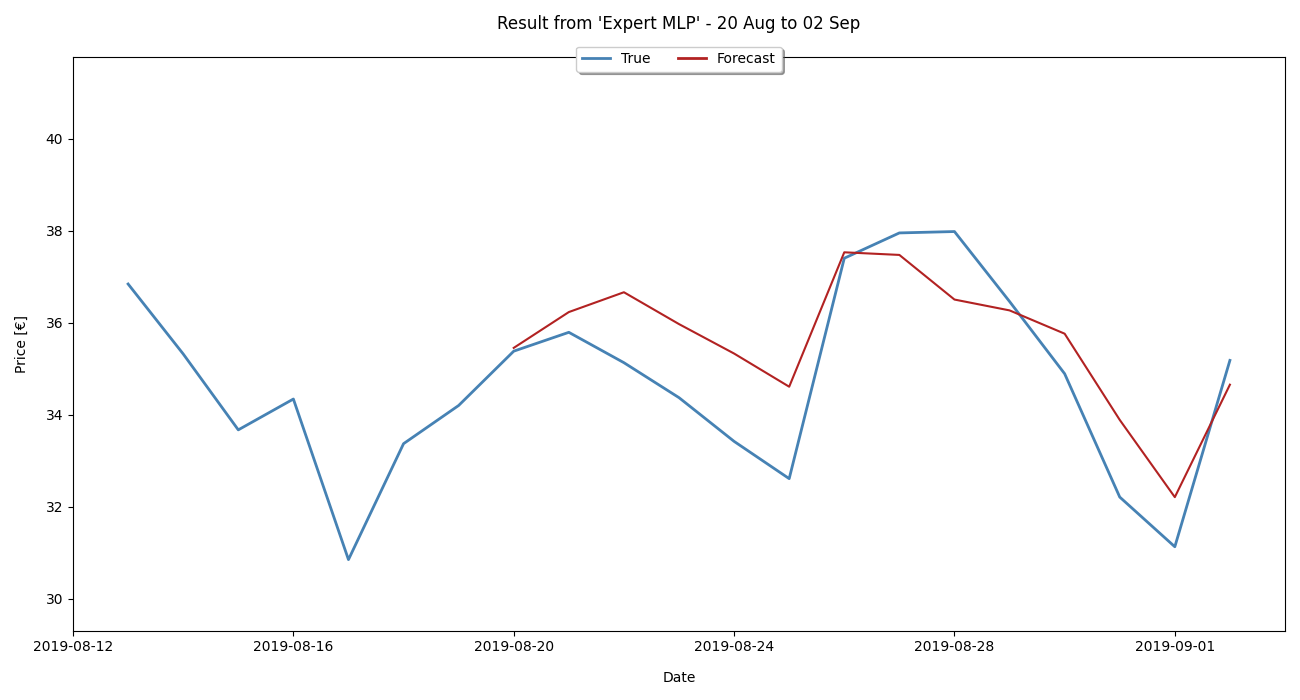 Result from 'Expert MLP' - 20 Aug to 02 Sep
True Forecast
Price [€]
40
38
36
34
32
30
2019-08-12 2019-08-16 2019-08-20 2019-08-24 2019-08-28 2019-09-01
Date